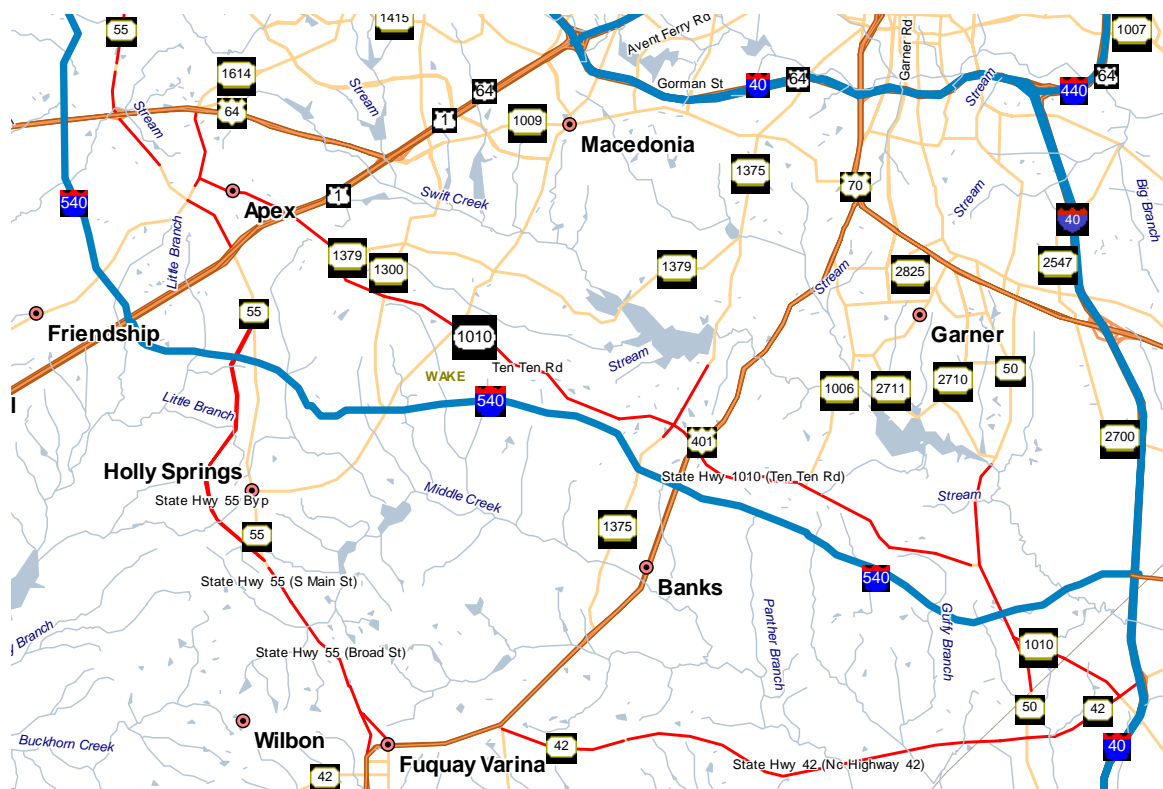 55
1415
Avent Ferry Rd
Garner Rd
1007
1614
Stream
64
Gorman St
40
64
Stream
440
64
Stream
64
1
1009
Macedonia
1375
70
Stream
Big Branch
540
Apex
1
Swift Creek
40
Little Branch
1379
1300
1379
Stream
2825
2547
55
Friendship
Garner
1010
Ten Ten Rd
Stream
WAKE
50
1006
2711
2710
Little Branch
540
401
2700
Holly Springs
State Hwy 55 Byp
State Hwy 1010 (Ten Ten Rd)
Middle Creek
Stream
55
1375
State Hwy 55 (S Main St)
Banks
540
Panther Branch
Guffy Branch
Branch
State Hwy 55 (Broad St)
1010
50
42
Wilbon
Buckhorn Creek
Fuquay Varina
42
40
42
State Hwy 42 (Nc Highway 42)